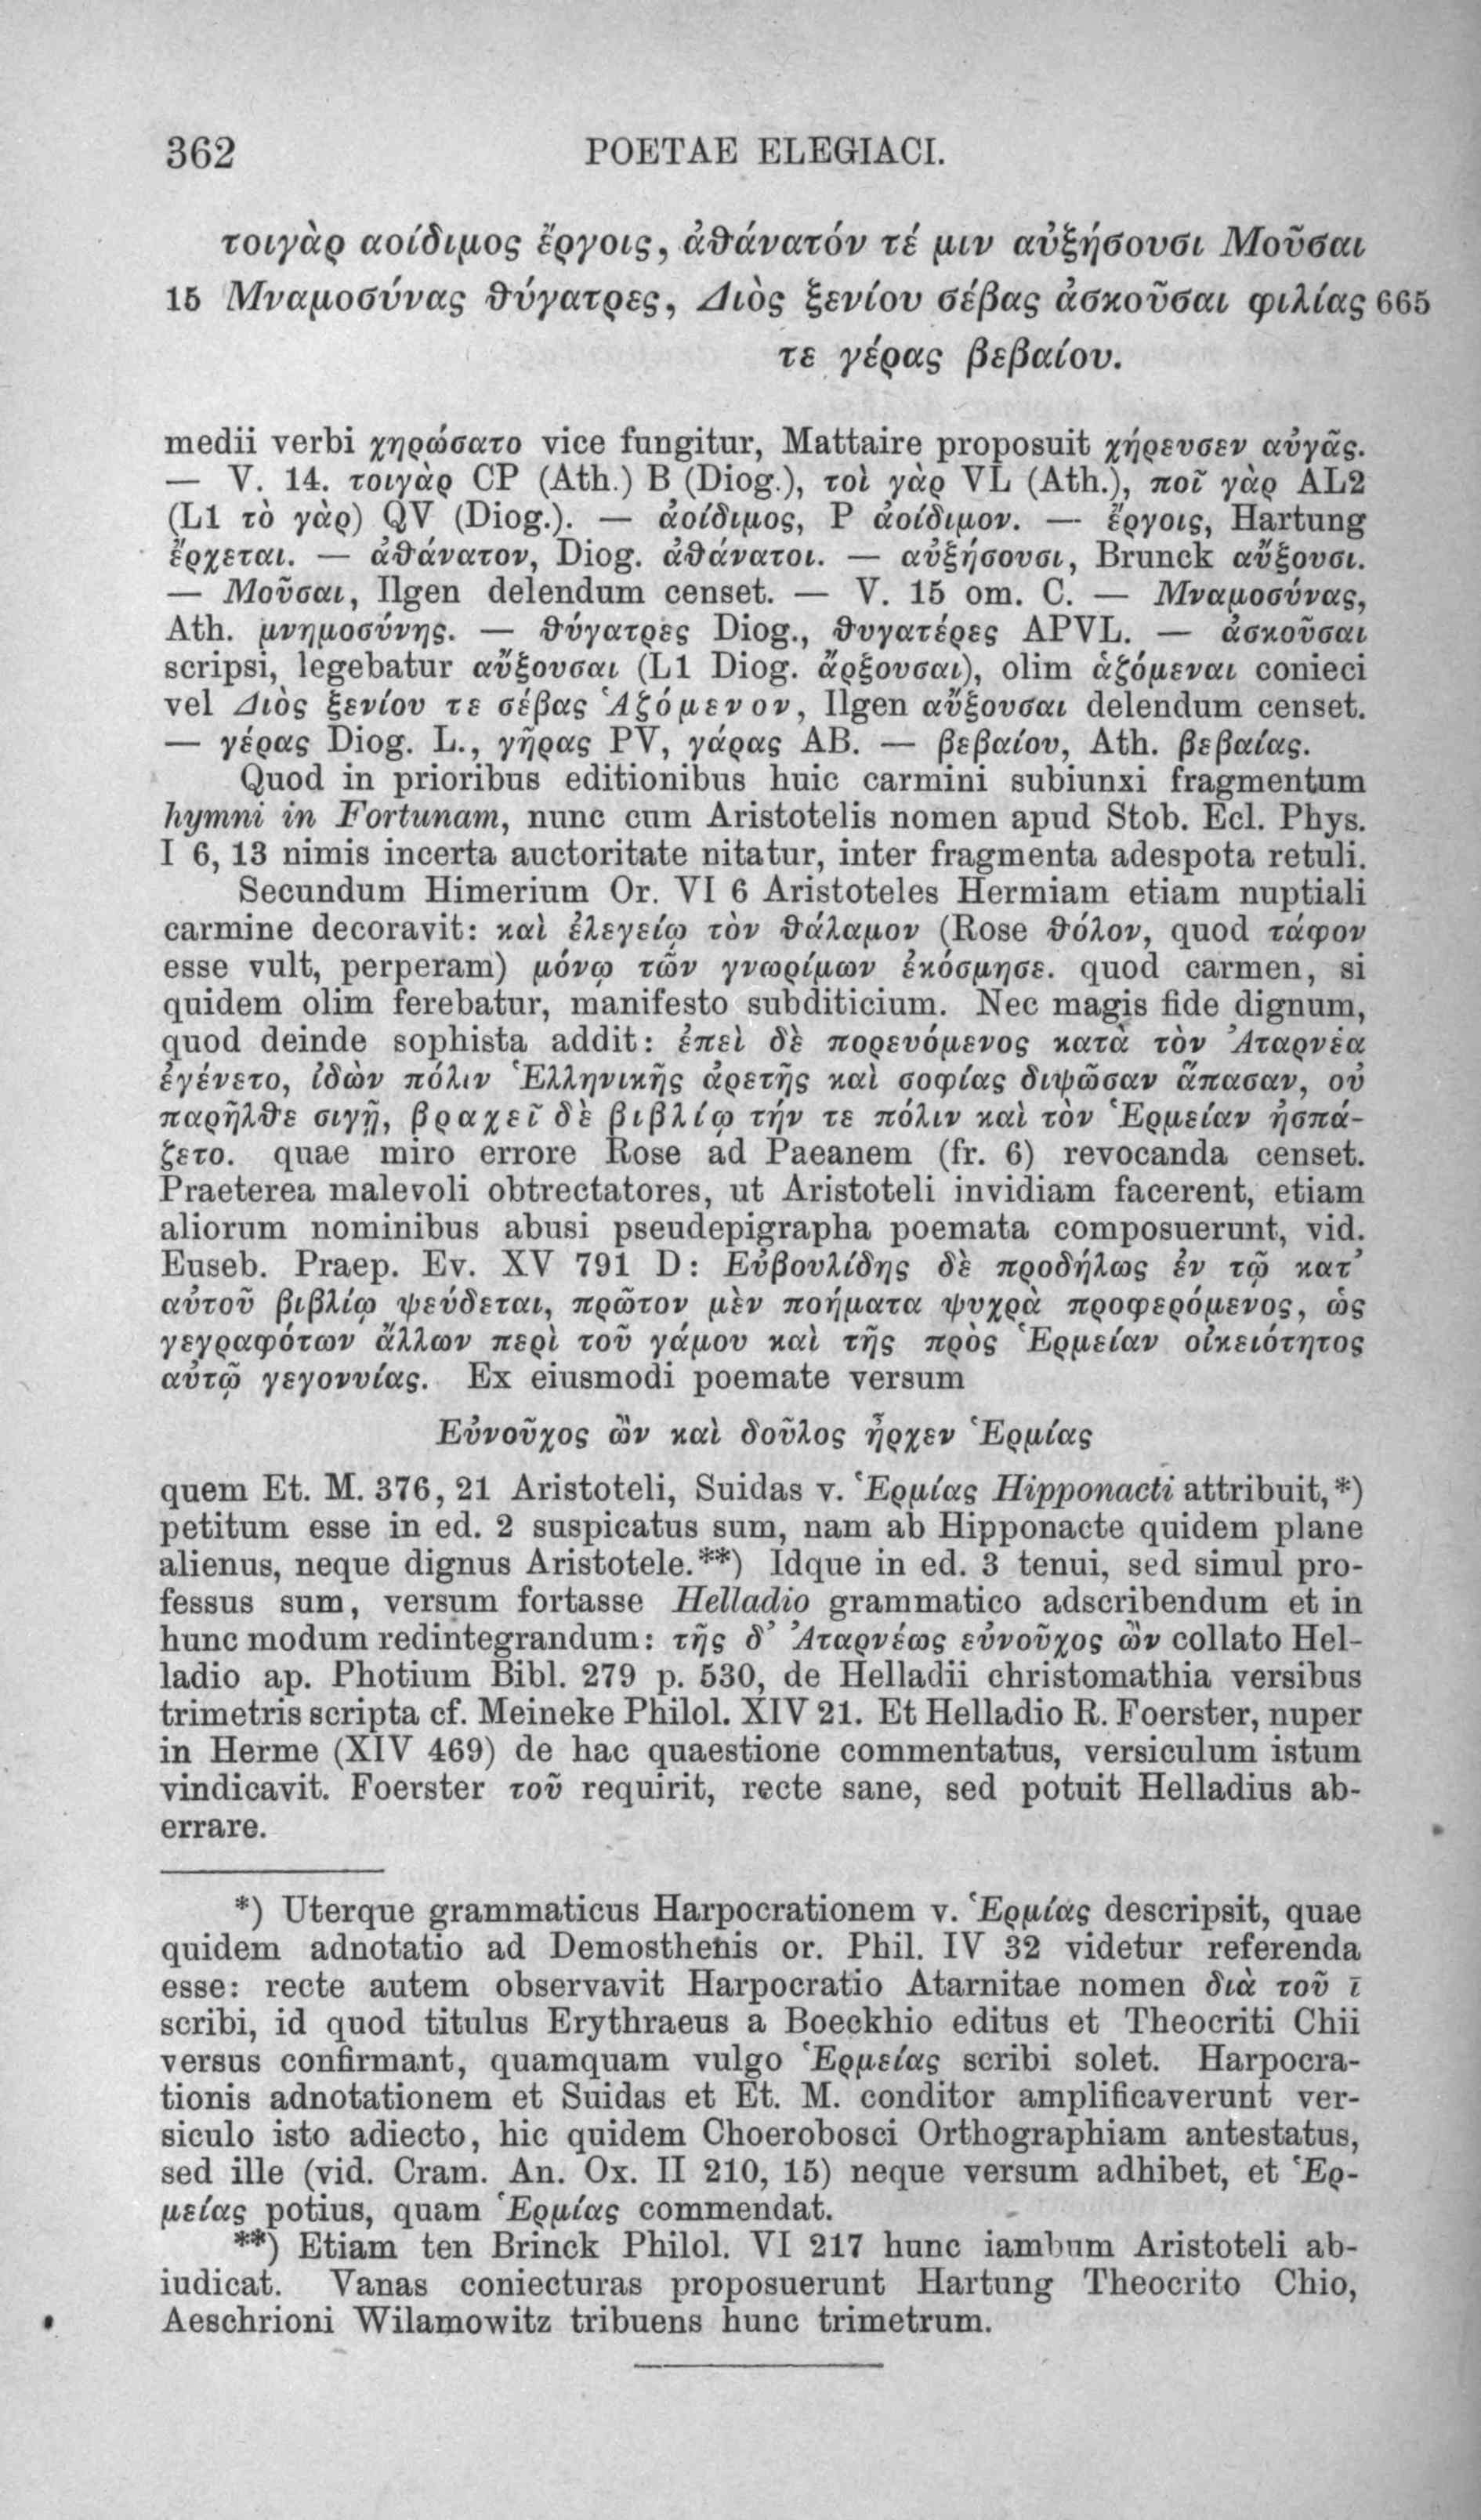 362 POETAE ELEGIACI.
τοιγὰρ αοίδιμος ἔργοις, ἀθάνατόν τέ μιν αὐξήσουσι Μοῦσαι
15 Μναμοσύνας θύγατρες, Διὸς ξενίου σέβας ἀσκοῦσαι φιλίας 665
τε γέρας βεβαίου.
medii verbi χηρώσατο vice fungitur, Mattaire proposuit χήρευσεν αὐγᾶς.
— V. 14. τοιγὰρ CP (Ath.) B (Diog.), τοὶ γὰρ VL (Ath.), ποῖ γὰρ AL2
(L1 τὸ γὰρ) QV (Diog.). — ἀοίδιμος, P ἀοίδιμον. — ἔργοις, Hartung
ἔρχεται. — ἀθάνατον, Diog. ἀθάνατοι. — αὐξήσουσι, Brunck αὔξουσι.
— Μοῦσαι, Ilgen delendum censet. — V. 15 om. C. — Μναμοσύνας,
Ath. μνημοσύνης. — θύγατρες Diog., θυγατέρες APVL. — ἀσκοῦσαι
scripsi, legebatur αὔξουσαι (L1 Diog. ἄρξουσαι), olim ἁζόμεναι conieci
vel Διὸς ξενίου τε σέβας Ἁζόμενον, Ilgen αὔξουσαι delendum censet.
— γέρας Diog. L., γῆρας PV, γάρας AB. — βεβαίου, Ath. βεβαίας.
Quod in prioribus editionibus huic carmini subiunxi fragmentum
hymni in Fortunam, nunc cum Aristotelis nomen apud Stob. Ecl. Phys.
I 6, 13 nimis incerta auctoritate nitatur, inter fragmenta adespota retuli.
Secundum Himerium Or. VI 6 Aristoteles Hermiam etiam nuptiali
carmine decoravit: καὶ ἐλεγείῳ τὸν θάλαμον (Rose θόλον, quod τάφον
esse vult, perperam) μόνῳ τῶν γνωρίμων ἐκόσμησε. quod carmen, si
quidem olim ferebatur, manifesto subditicium. Nec magis fide dignum,
quod deinde sophista addit: ἐπεὶ δὲ πορευόμενος κατὰ τὸν Ἀταρνέα
ἐγένετο, ἰδὼν πόλιν Ἑλληνικῆς ἀρετῆς καὶ σοφίας διψῶσαν ἅπασαν, οὐ
παρῆλθε σιγῇ, βραχεῖ δὲ βιβλίῳ τήν τε πόλιν καὶ τὸν Ἑρμείαν ἠσπά-
ζετο. quae miro errore Rose ad Paeanem (fr. 6) revocanda censet.
Praeterea malevoli obtrectatores, ut Aristoteli invidiam facerent, etiam
aliorum nominibus abusi pseudepigrapha poemata composuerunt, vid.
Euseb. Praep. Ev. XV 791 D: Εὐβουλίδης δὲ προδήλως ἐν τῷ κατ’
αὐτοῦ βιβλίῳ ψεύδεται, πρῶτον μὲν ποήματα ψυχρὰ προφερόμενος, ὡς
γεγραφότων ἄλλων περὶ τοῦ γάμου καὶ τῆς πρὸς Ἑρμείαν οἰκειότητος
αὐτῷ γεγονυίας. Ex eiusmodi poemate versum
Εὐνοῦχος ὢν καὶ δοῦλος ἦρχεν Ἑρμίας
quem Et. M. 376, 21 Aristoteli, Suidas v. Ἑρμίας Hipponacti attribuit,*)
petitum esse in ed. 2 suspicatus sum, nam ab Hipponacte quidem plane
alienus, neque dignus Aristotele.**) Idque in ed. 3 tenui, sed simul pro-
fessus sum, versum fortasse Helladio grammatico adscribendum et in
hunc modum redintegrandum: τῆς δ’ Ἀταρνέως εὐνοῦχος ὢν collato Hel-
ladio ap. Photium Bibl. 279 p. 530, de Helladii christomathia versibus
trimetris scripta cf. Meineke Philol. XIV 21. Et Helladio R. Foerster, nuper
in Herme (XIV 469) de hac quaestione commentatus, versiculum istum
vindicavit. Foerster τοῦ requirit, recte sane, sed potuit Helladius ab-
errare.
*) Uterque grammaticus Harpocrationem v. Ἑρμίας descripsit, quae
quidem adnotatio ad Demosthenis or. Phil. IV 32 videtur referenda
esse: recte autem observavit Harpocratio Atarnitae nomen διὰ τοῦ ῑ
scribi, id quod titulus Erythraeus a Boeckhio editus et Theocriti Chii
versus confirmant, quamquam vulgo Ἑρμείας scribi solet. Harpocra-
tionis adnotationem et Suidas et Et. M. conditor amplificaverunt ver-
siculo isto adiecto, hic quidem Choerobosci Orthographiam antestatus,
sed ille (vid. Cram. An. Ox. II 210, 15) neque versum adhibet, et Ἑρ-
μείας potius, quam Ἑρμίας commendat.
**) Etiam ten Brinck Philol. VI 217 hunc iambum Aristoteli ab-
iudicat. Vanas coniecturas proposuerunt Hartung Theocrito Chio,
Aeschrioni Wilamowitz tribuens hunc trimetrum.